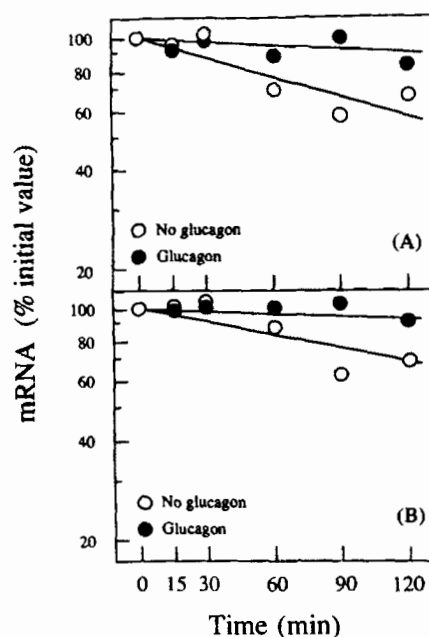 100
80
60
40
20
No glucagon
Glucagon
(A)
100
80
60
40
20
No glucagon
Glucagon
(B)
mRNA (% initial value)
0 15 30 60 90 120
Time (min)